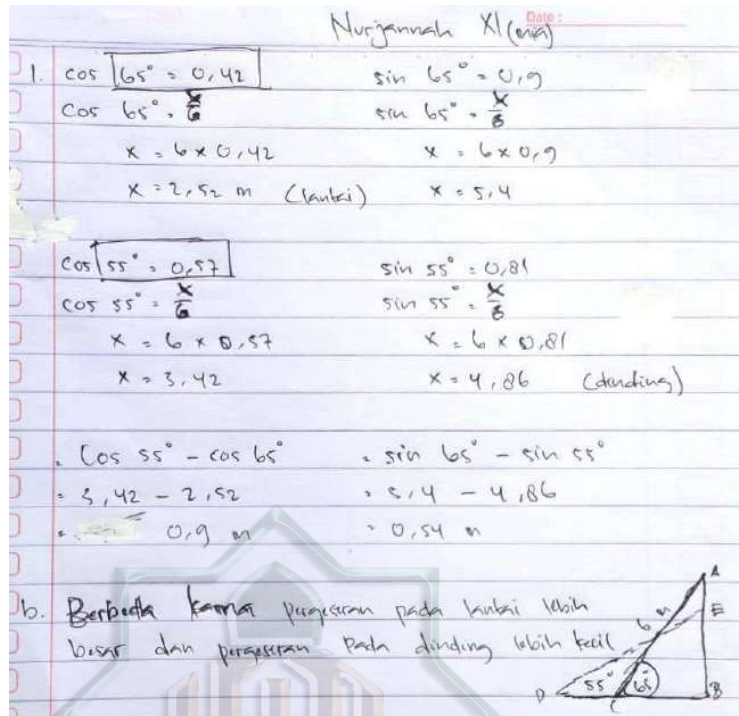 Nurjannah XI (mia)
Date :
1. cos 65° = 0,42 sin 65° = 0,9
cos 65° = x/6 sin 65° = x/6
x = 6 x 0,42 x = 6 x 0,9
x = 2,52 m (lantai) x = 5,4
cos 55° = 0,57 sin 55° = 0,81
cos 55° = x/6 sin 55° = x/6
x = 6 x 0,57 x = 6 x 0,81
x = 3,42 x = 4,86 (dinding)
= cos 55° - cos 65° = sin 65° - sin 55°
= 3,42 - 2,52 = 5,4 - 4,86
= 0,9 m = 0,54 m
b. Berbeda karna pergeseran pada lantai lebih
besar dan pergeseran pada dinding lebih kecil
A
E
6 m
D 55° C 65° B